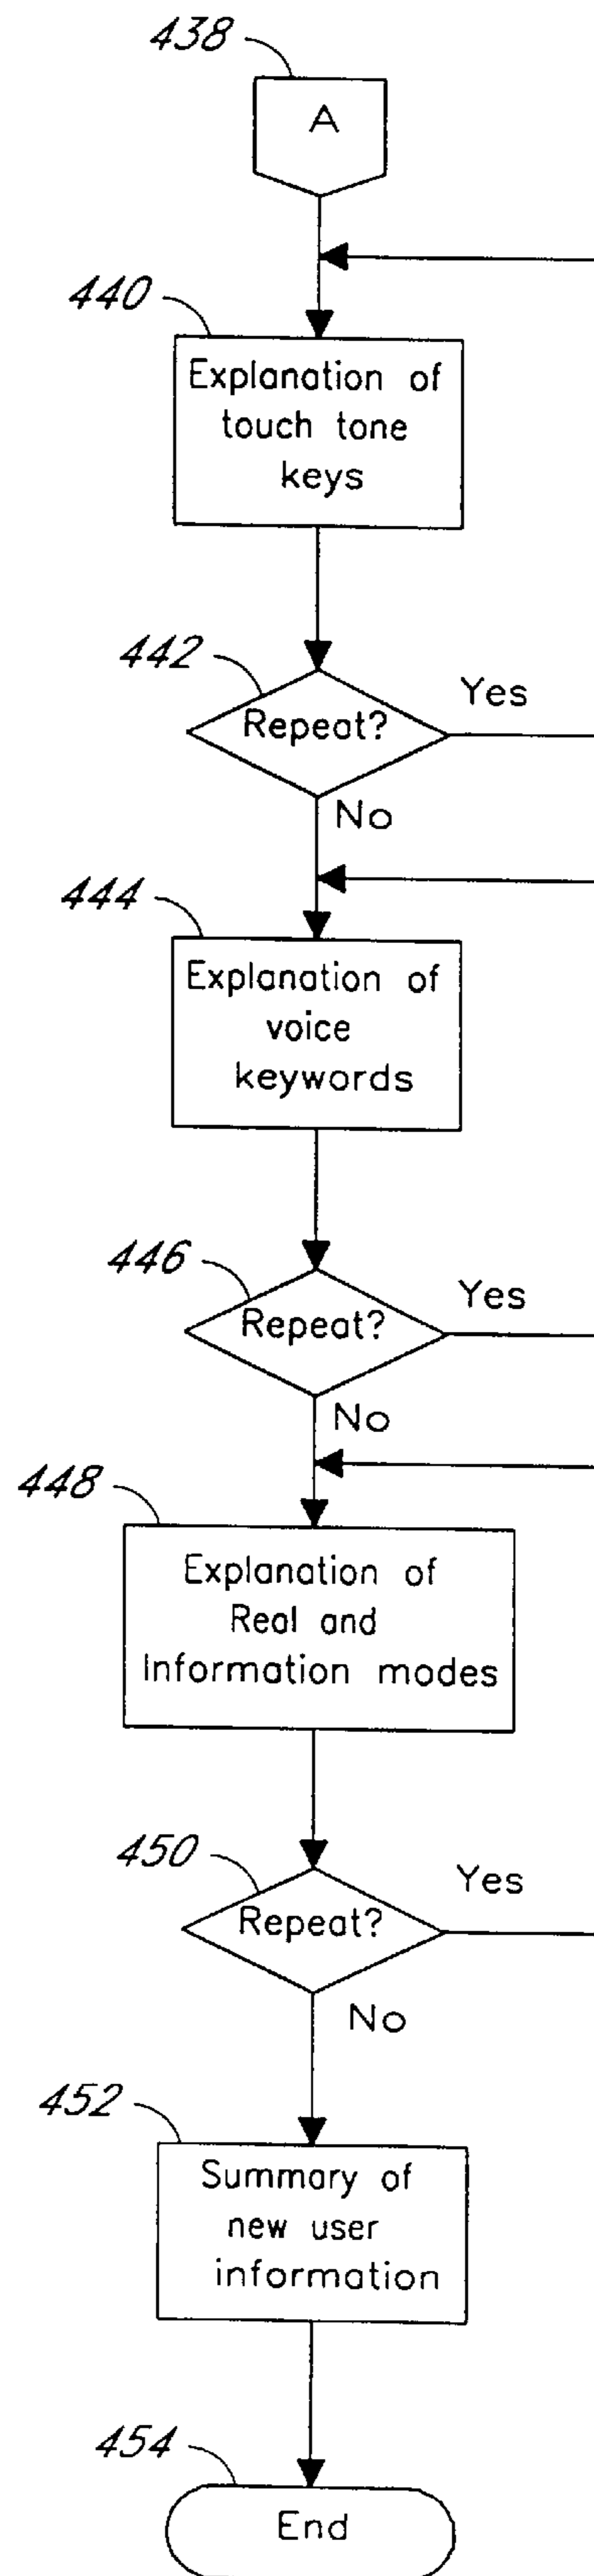 438
A
440
Explanation of
touch tone
keys
442
Repeat?
Yes
No
444
Explanation of
voice
keywords
446
Repeat?
Yes
No
448
Explanation of
Real and
Information modes
450
Repeat?
Yes
No
452
Summary of
new user
information
454
End